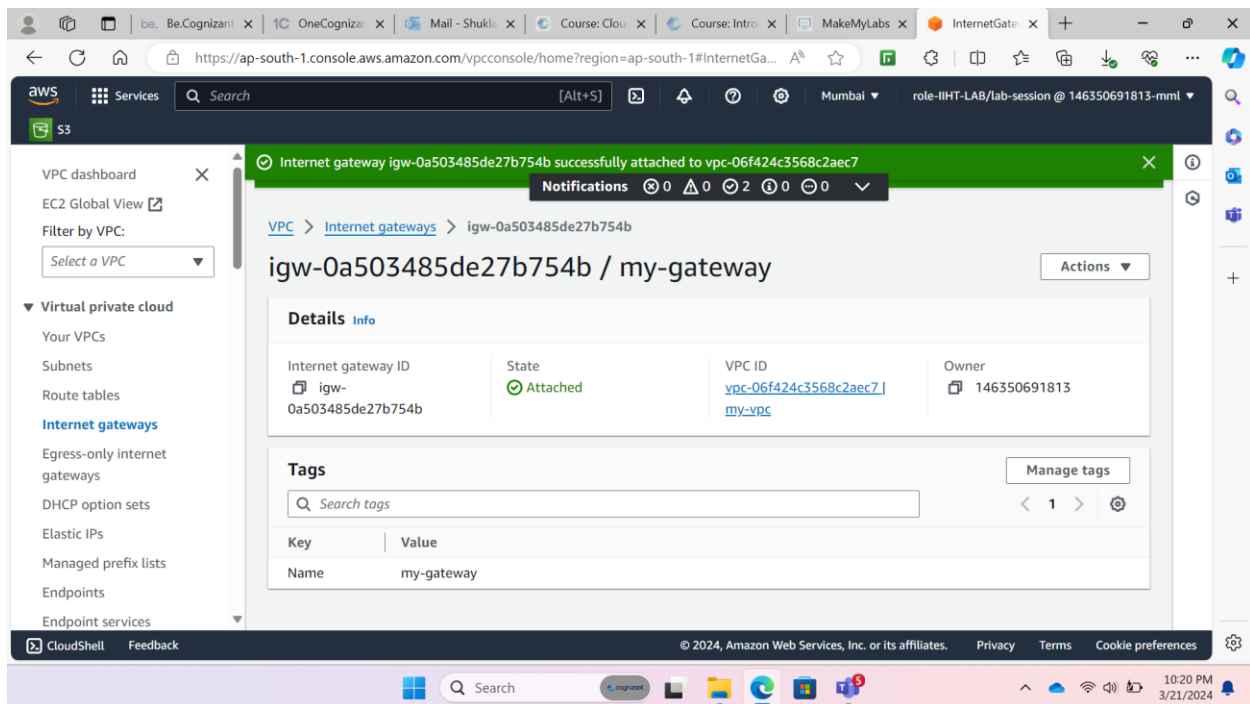 be. Be.Cognizant
1C OneCognizan
Mail - Shukla
Course: Clou
Course: Intro
MakeMyLabs
InternetGate
https://ap-south-1.console.aws.amazon.com/vpcconsole/home?region=ap-south-1#InternetGa...
aws
Services
Search
[Alt+S]
Mumbai
role-IIHT-LAB/lab-session @ 146350691813-mml
S3
VPC dashboard
EC2 Global View
Filter by VPC:
Select a VPC
Virtual private cloud
Your VPCs
Subnets
Route tables
Internet gateways
Egress-only internet
gateways
DHCP option sets
Elastic IPs
Managed prefix lists
Endpoints
Endpoint services
Internet gateway igw-0a503485de27b754b successfully attached to vpc-06f424c3568c2aec7
Notifications 0 0 2 0 0
VPC > Internet gateways > igw-0a503485de27b754b
igw-0a503485de27b754b / my-gateway
Actions
Details Info
Internet gateway ID
igw-
0a503485de27b754b
State
Attached
VPC ID
vpc-06f424c3568c2aec7 |
my-vpc
Owner
146350691813
Tags
Manage tags
Search tags
1
Key Value
Name my-gateway
CloudShell Feedback
© 2024, Amazon Web Services, Inc. or its affiliates. Privacy Terms Cookie preferences
Search
cognizant
5
10:20 PM
3/21/2024